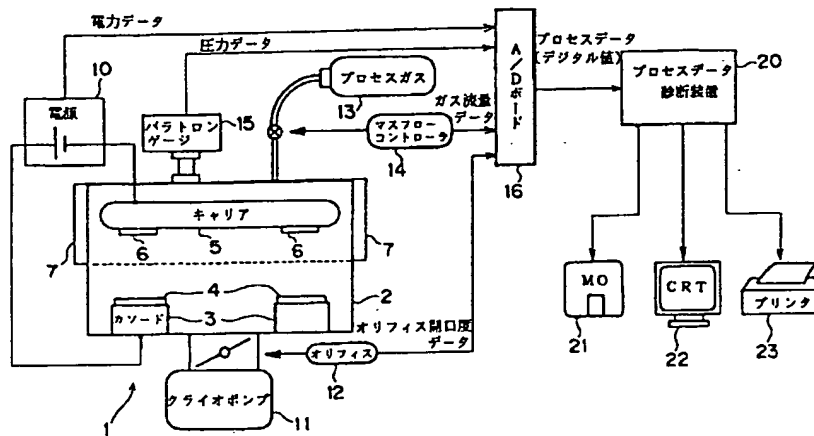 電力データ
圧力データ
10
電源
バラトロン
ゲージ
15
プロセスガス
13
ガス流量
データ
マスフロー
コントローラ
14
A/Dボード
16
プロセスデータ
(デジタル値)
プロセスデータ
診断装置
20
キャリア
6
5
6
7
7
4
2
カソード
3
オリフィス開口度
データ
オリフィス
12
クライオポンプ
11
1
MO
21
CRT
22
プリンタ
23